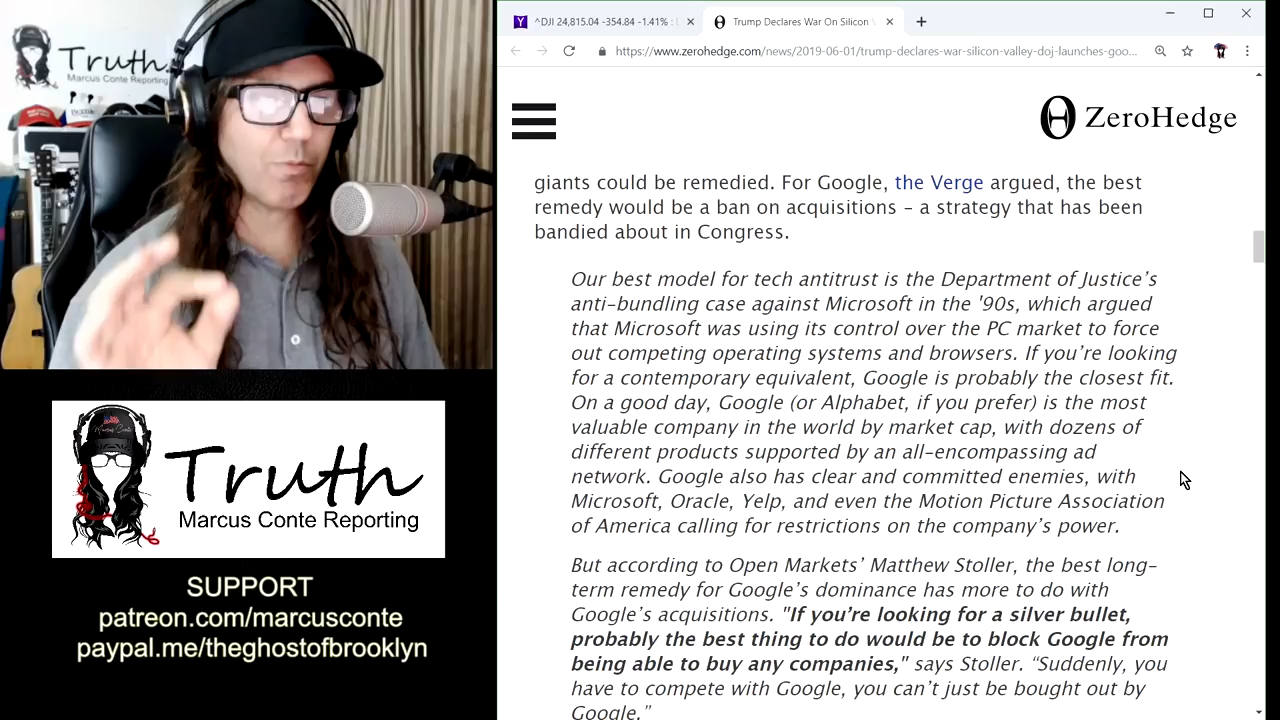 Truth
Marcus Conte Reporting
^DJI 24,815.04 -354.84 -1.41% :
Trump Declares War On Silicon
https://www.zerohedge.com/news/2019-06-01/trump-declares-war-silicon-valley-doj-launches-goo...
ZeroHedge
giants could be remedied. For Google, the Verge argued, the best
remedy would be a ban on acquisitions – a strategy that has been
bandied about in Congress.
Our best model for tech antitrust is the Department of Justice’s
anti-bundling case against Microsoft in the '90s, which argued
that Microsoft was using its control over the PC market to force
out competing operating systems and browsers. If you’re looking
for a contemporary equivalent, Google is probably the closest fit.
On a good day, Google (or Alphabet, if you prefer) is the most
valuable company in the world by market cap, with dozens of
different products supported by an all-encompassing ad
network. Google also has clear and committed enemies, with
Microsoft, Oracle, Yelp, and even the Motion Picture Association
of America calling for restrictions on the company’s power.
But according to Open Markets’ Matthew Stoller, the best long-
term remedy for Google’s dominance has more to do with
Google’s acquisitions. "If you’re looking for a silver bullet,
probably the best thing to do would be to block Google from
being able to buy any companies," says Stoller. “Suddenly, you
have to compete with Google, you can’t just be bought out by
Google.”
Truth
Marcus Conte Reporting
SUPPORT
patreon.com/marcusconte
paypal.me/theghostofbrooklyn